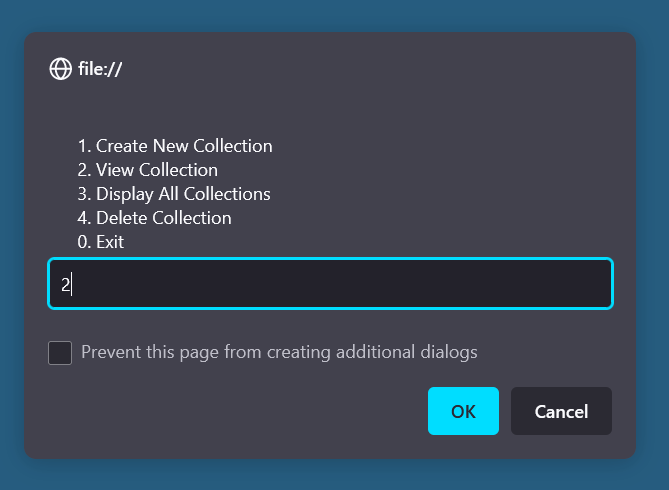 file://
1. Create New Collection
2. View Collection
3. Display All Collections
4. Delete Collection
0. Exit
2
Prevent this page from creating additional dialogs
OK
Cancel